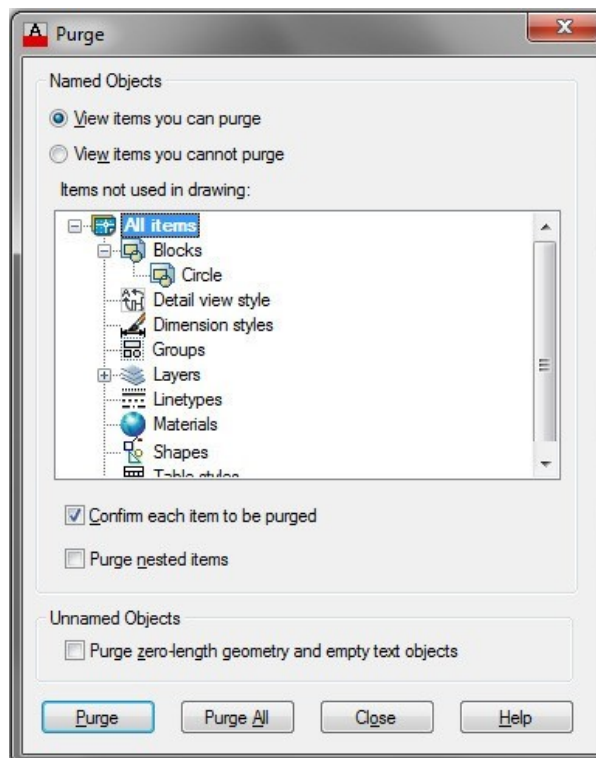 Purge
Named Objects
View items you can purge
View items you cannot purge
Items not used in drawing:
All items
Blocks
Circle
Detail view style
Dimension styles
Groups
Layers
Linetypes
Materials
Shapes
Table styles
Confirm each item to be purged
Purge nested items
Unnamed Objects
Purge zero-length geometry and empty text objects
Purge Purge All Close Help